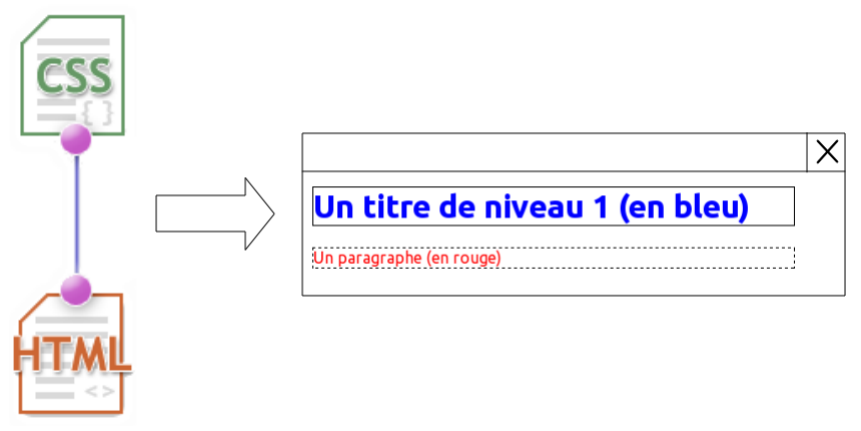 CSS
{ }
HTML
< >
Un titre de niveau 1 (en bleu)
Un paragraphe (en rouge)